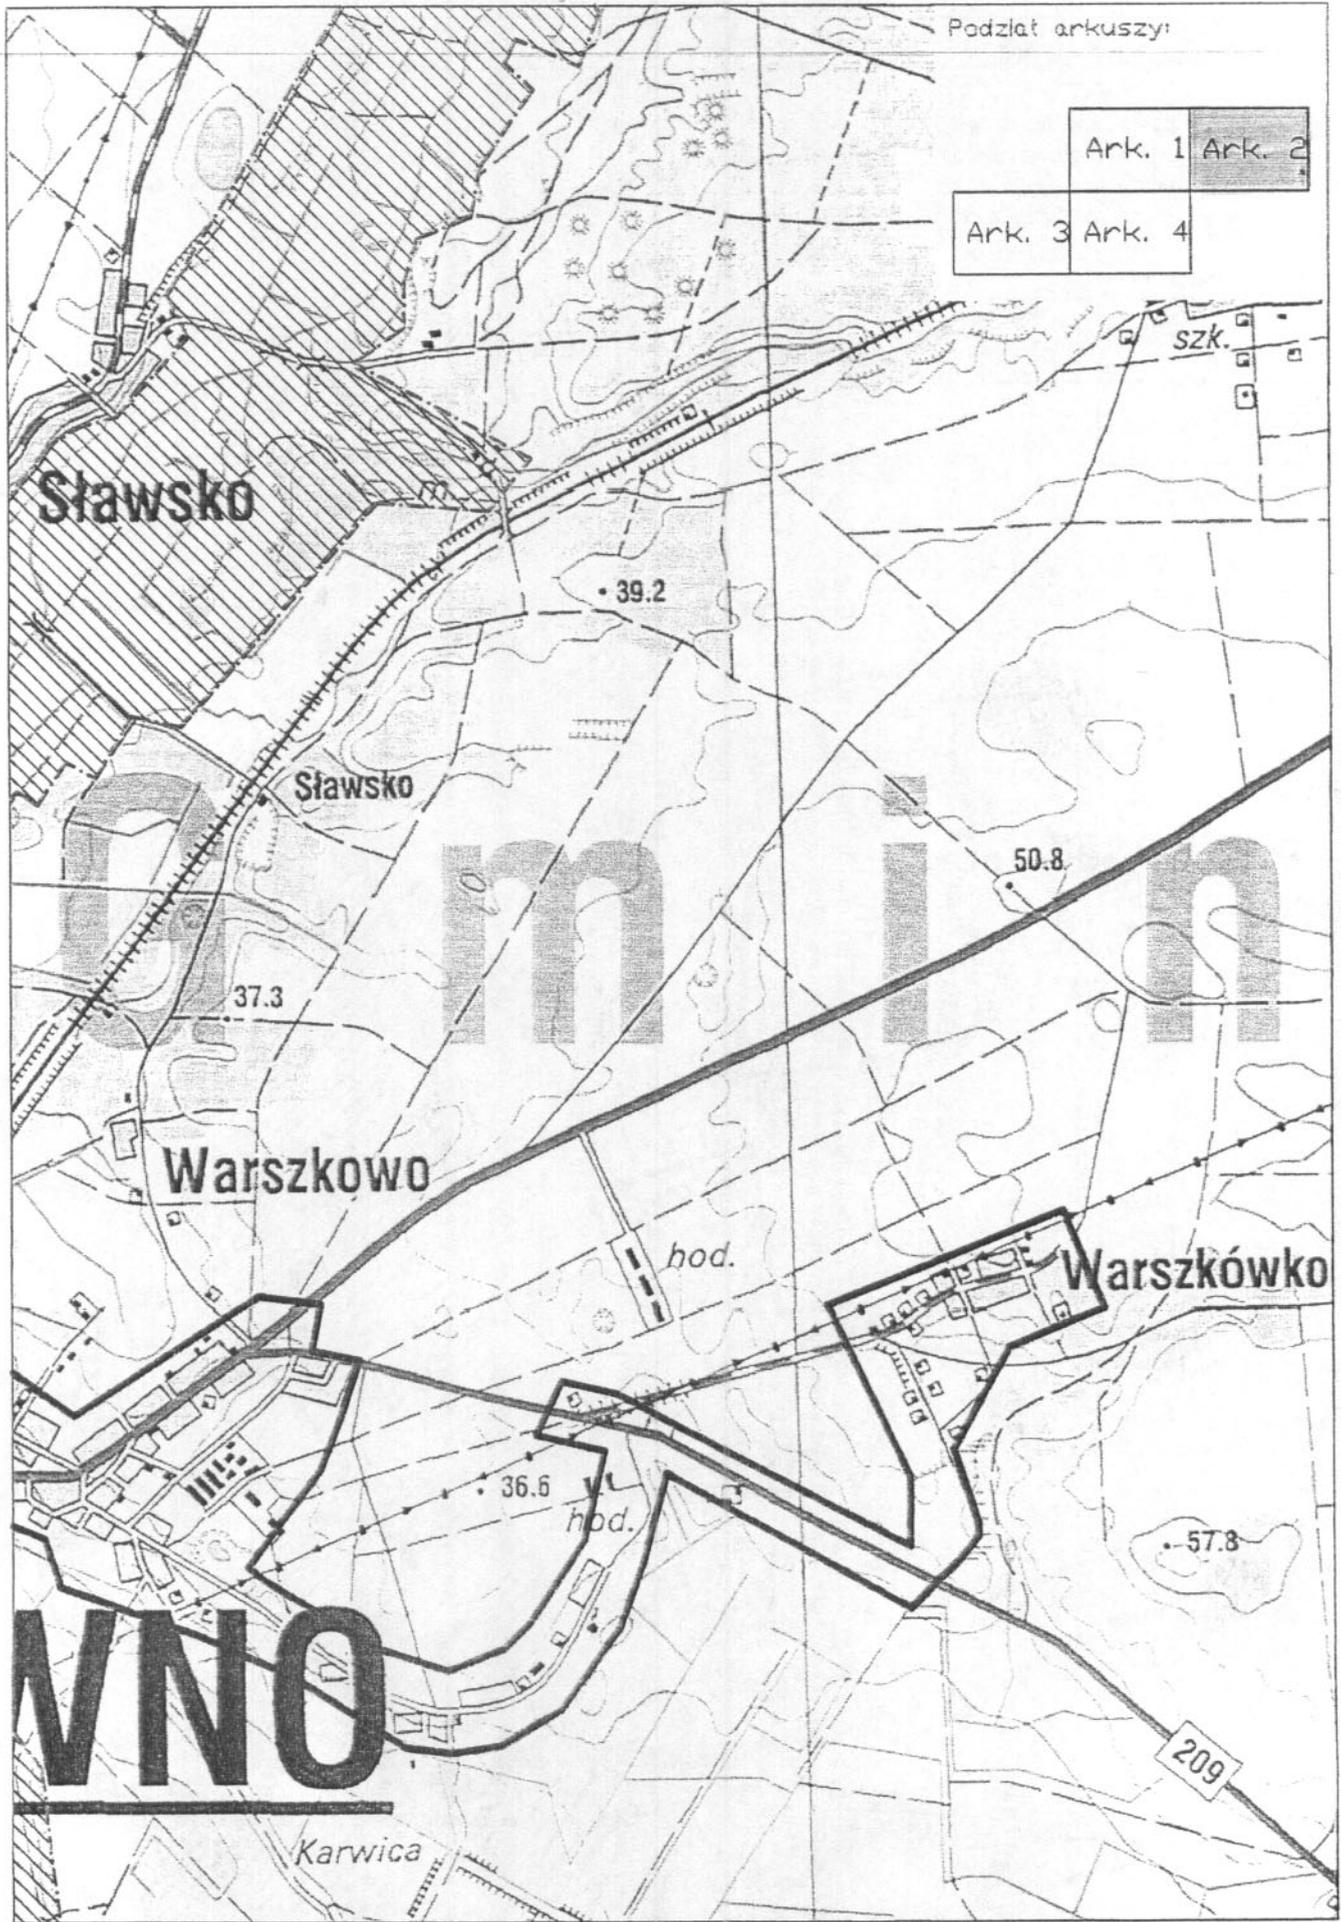 Podział arkuszy:
Ark. 1 Ark. 2
Ark. 3 Ark. 4
szk.
Sławsko
39.2
Sławsko
50.8
G m i n
37.3
Warszkowo
hod.
Warszkówko
36.6
hod.
57.8
WNO
209
Karwica